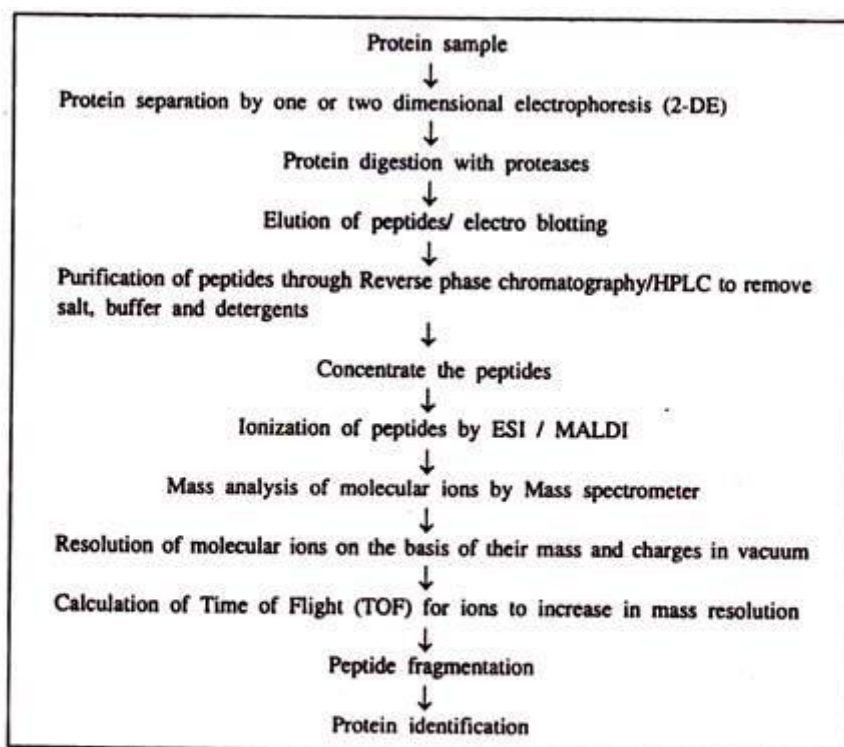 Protein sample
↓
Protein separation by one or two dimensional electrophoresis (2-DE)
↓
Protein digestion with proteases
↓
Elution of peptides/ electro blotting
↓
Purification of peptides through Reverse phase chromatography/HPLC to remove
salt, buffer and detergents
↓
Concentrate the peptides
↓
Ionization of peptides by ESI / MALDI
↓
Mass analysis of molecular ions by Mass spectrometer
↓
Resolution of molecular ions on the basis of their mass and charges in vacuum
↓
Calculation of Time of Flight (TOF) for ions to increase in mass resolution
↓
Peptide fragmentation
↓
Protein identification